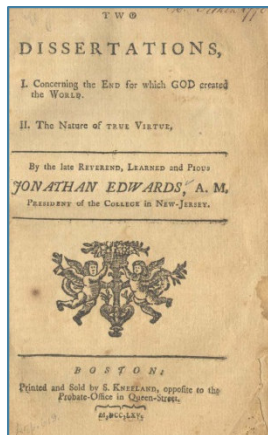 TWO
DISSERTATIONS,
I. Concerning the END for which GOD created
the WORLD.
II. The Nature of TRUE VIRTUE,
By the late REVEREND, LEARNED and PIOUS
JONATHAN EDWARDS, A. M,
PRESIDENT of the COLLEGE in NEW-JERSEY.
BOSTON:
Printed and Sold by S. KNEELAND, opposite to the
Probate-Office in Queen-Street.
M,DCC,LXV.